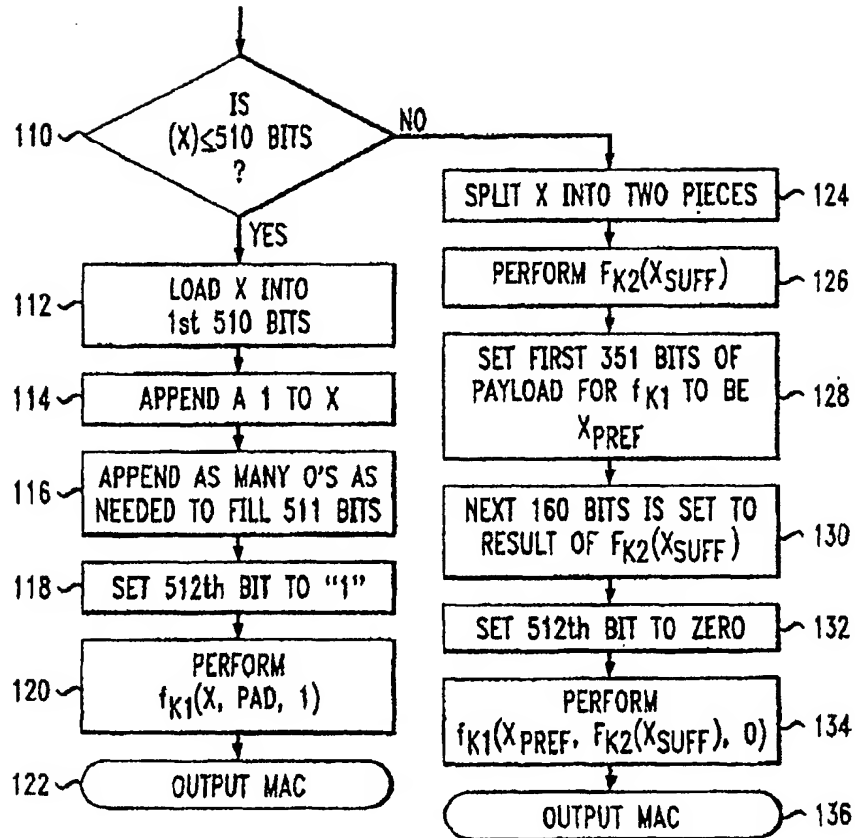 110
IS
(X)≤510 BITS
?
NO
YES
112
LOAD X INTO
1st 510 BITS
114
APPEND A 1 TO X
116
APPEND AS MANY 0'S AS
NEEDED TO FILL 511 BITS
118
SET 512th BIT TO "1"
120
PERFORM
fK1(X, PAD, 1)
122
OUTPUT MAC
SPLIT X INTO TWO PIECES
124
PERFORM FK2(XSUFF)
126
SET FIRST 351 BITS OF
PAYLOAD FOR fK1 TO BE
XPREF
128
NEXT 160 BITS IS SET TO
RESULT OF FK2(XSUFF)
130
SET 512th BIT TO ZERO
132
PERFORM
fK1(XPREF, FK2(XSUFF), 0)
134
OUTPUT MAC
136